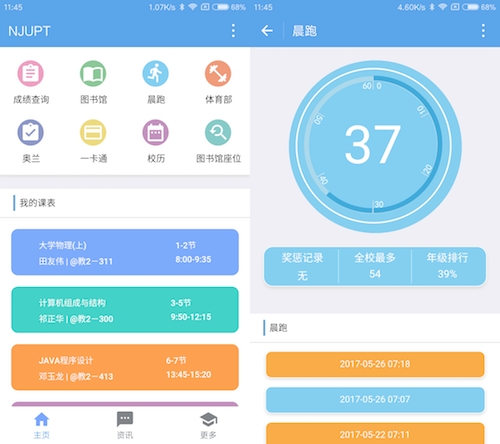 11:45
1.07K/s
68%
NJUPT
成绩查询
图书馆
晨跑
体育部
奥兰
一卡通
校历
图书馆座位
我的课表
大学物理(上)
1-2节
田友伟 | @教2－311
8:00-9:35
计算机组成与结构
3-5节
祁正华 | @教2－300
9:50-12:15
JAVA程序设计
6-7节
邓玉龙 | @教2－413
13:45-15:20
主页
资讯
更多
11:45
4.60K/s
68%
晨跑
60 0
50
10
37
40
20
30
奖惩记录
全校最多
年级排行
无
54
39%
晨跑
2017-05-26 07:18
2017-05-26 07:07
2017-05-22 07:11